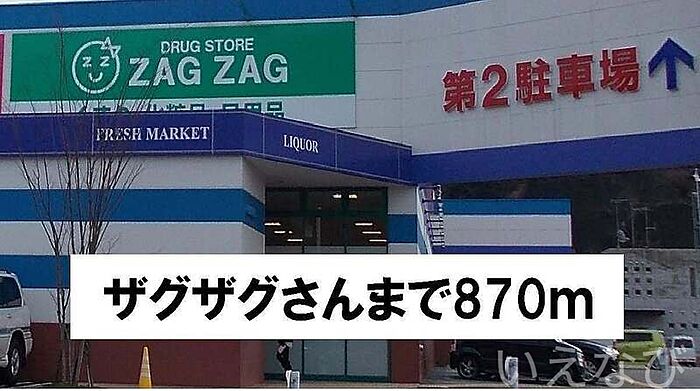 DRUG STORE
ZAG ZAG
第2駐車場↑
FRESH MARKET
LIQUOR
ザグザグさんまで870m
いえなび